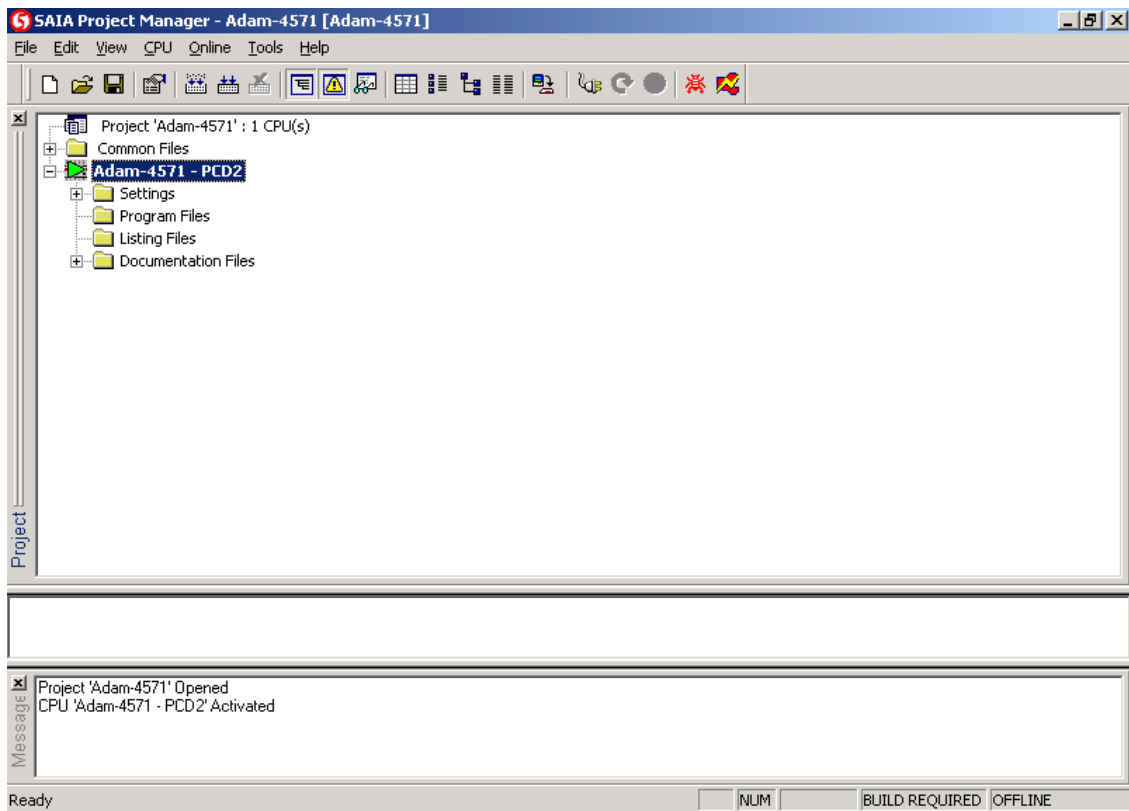 SAIA Project Manager - Adam-4571 [Adam-4571]
File Edit View CPU Online Tools Help
Project 'Adam-4571' : 1 CPU(s)
Common Files
Adam-4571 - PCD2
Settings
Program Files
Listing Files
Documentation Files
Project
Project 'Adam-4571' Opened
CPU 'Adam-4571 - PCD2' Activated
Message
Ready NUM BUILD REQUIRED OFFLINE